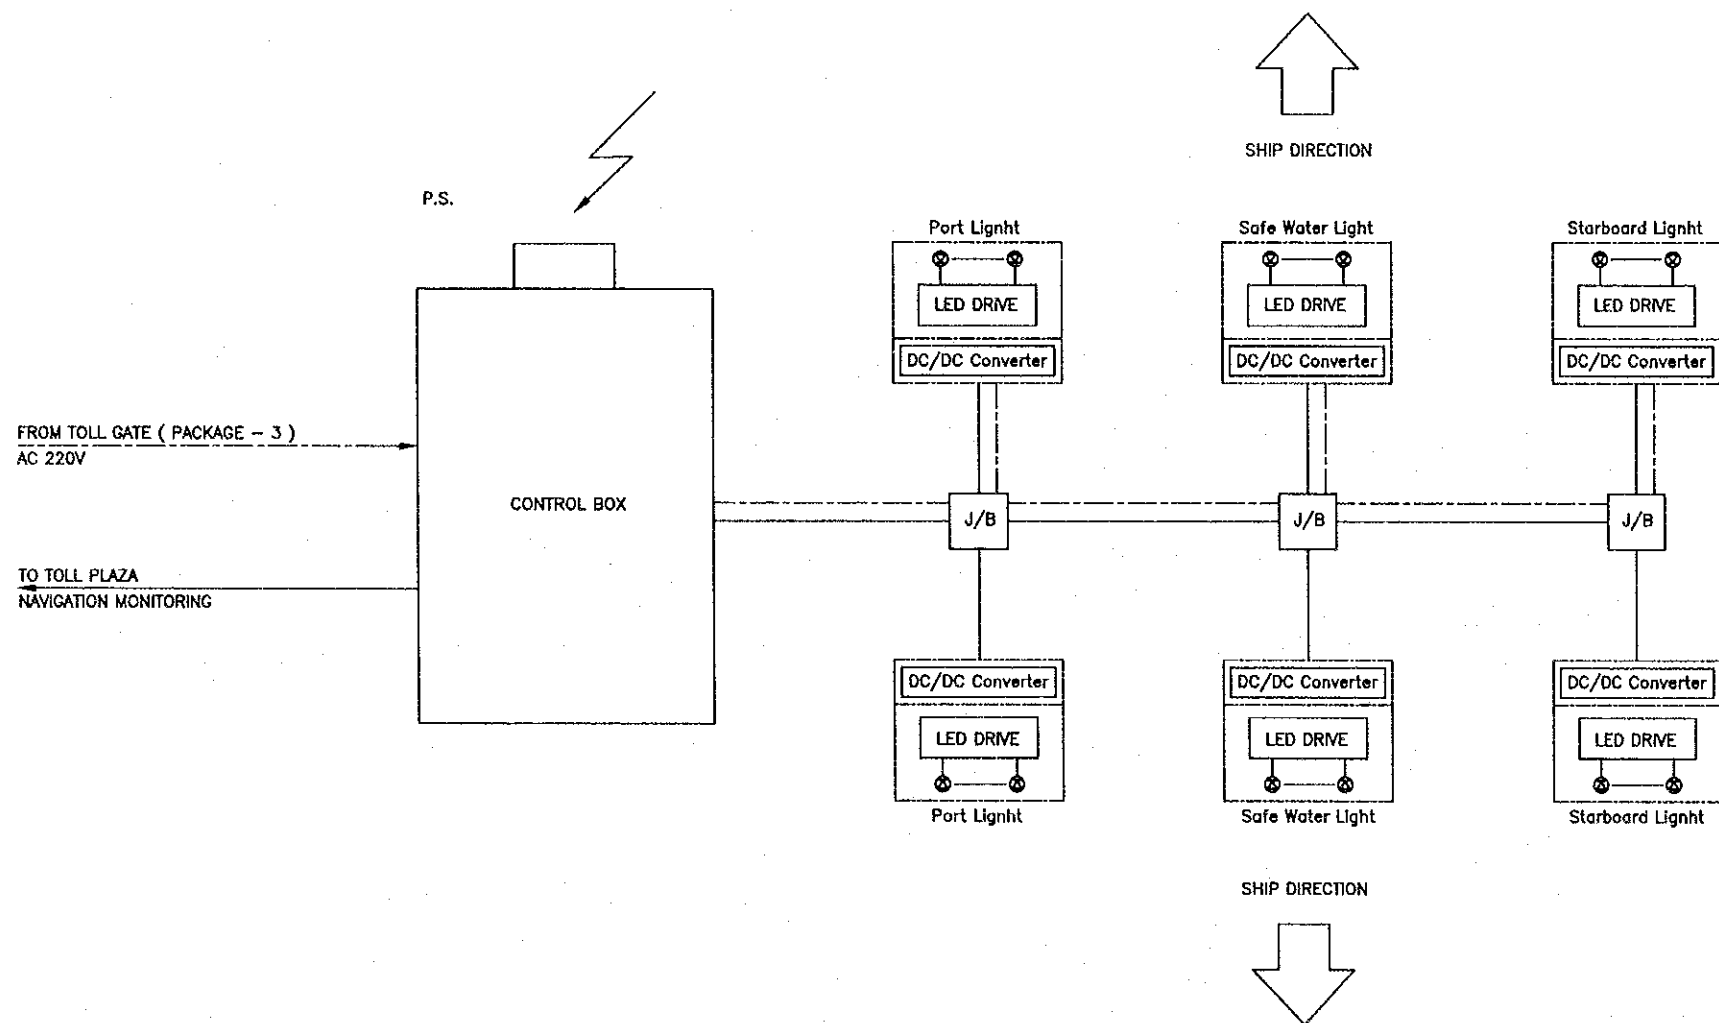 SHIP DIRECTION
P.S.
Port Lignht
Safe Water Light
Starboard Lignht
LED DRIVE
LED DRIVE
LED DRIVE
DC/DC Converter
DC/DC Converter
DC/DC Converter
FROM TOLL GATE ( PACKAGE - 3 )
AC 220V
CONTROL BOX
J/B
J/B
J/B
TO TOLL PLAZA
NAVIGATION MONITORING
DC/DC Converter
DC/DC Converter
DC/DC Converter
LED DRIVE
LED DRIVE
LED DRIVE
Port Lignht
Safe Water Light
Starboard Lignht
SHIP DIRECTION